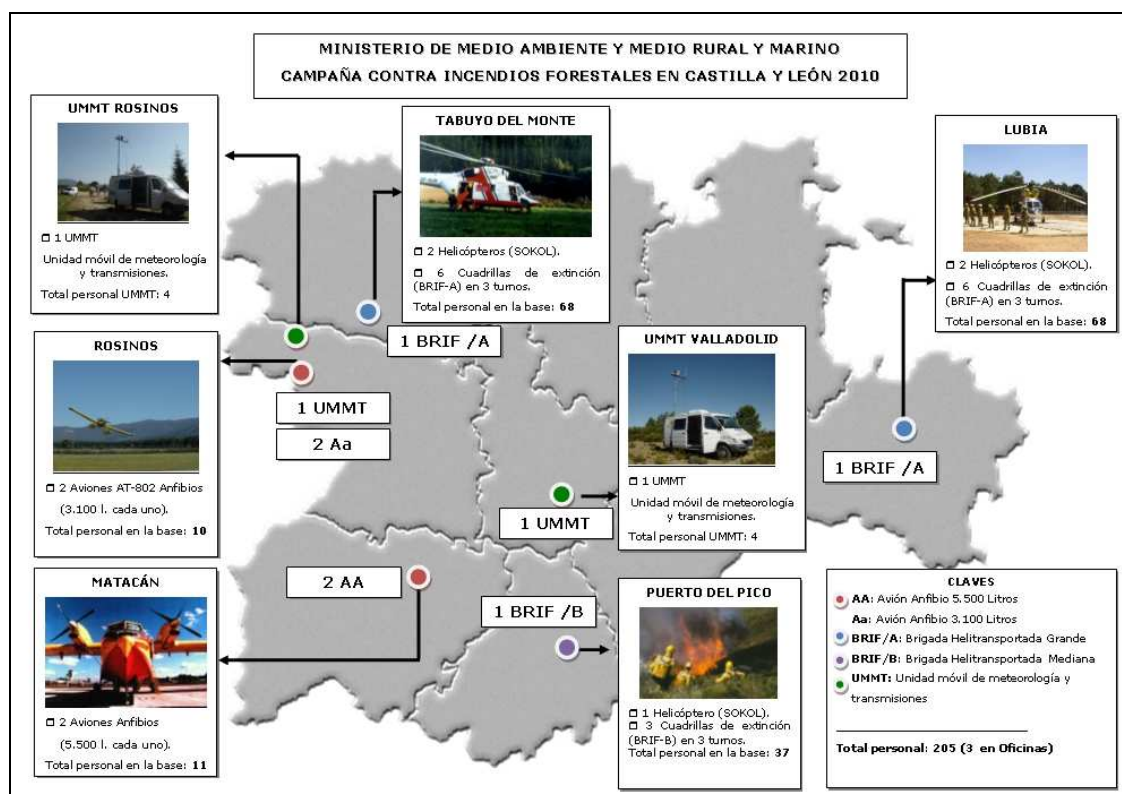 MINISTERIO DE MEDIO AMBIENTE Y MEDIO RURAL Y MARINO
CAMPAÑA CONTRA INCENDIOS FORESTALES EN CASTILLA Y LEÓN 2010
UMMT ROSINOS
1 UMMT
Unidad móvil de meteorología
y transmisiones.
Total personal UMMT: 4
TABUYO DEL MONTE
2 Helicópteros (SOKOL).
6 Cuadrillas de extinción
(BRIF-A) en 3 turnos.
Total personal en la base: 68
LUBIA
2 Helicópteros (SOKOL).
6 Cuadrillas de extinción
(BRIF-A) en 3 turnos.
Total personal en la base: 68
1 BRIF /A
ROSINOS
2 Aviones AT-802 Anfibios
(3.100 l. cada uno).
Total personal en la base: 10
1 UMMT
2 Aa
UMMT VALLADOLID
1 UMMT
Unidad móvil de meteorología
y transmisiones.
Total personal UMMT: 4
1 BRIF /A
1 UMMT
MATACÁN
2 Aviones Anfibios
(5.500 l. cada uno).
Total personal en la base: 11
2 AA
1 BRIF /B
PUERTO DEL PICO
1 Helicóptero (SOKOL).
3 Cuadrillas de extinción
(BRIF-B) en 3 turnos.
Total personal en la base: 37
CLAVES
AA: Avión Anfibio 5.500 Litros
Aa: Avión Anfibio 3.100 Litros
BRIF/A: Brigada Helitransportada Grande
BRIF/B: Brigada Helitransportada Mediana
UMMT: Unidad móvil de meteorología y
transmisiones
Total personal: 205 (3 en Oficinas)